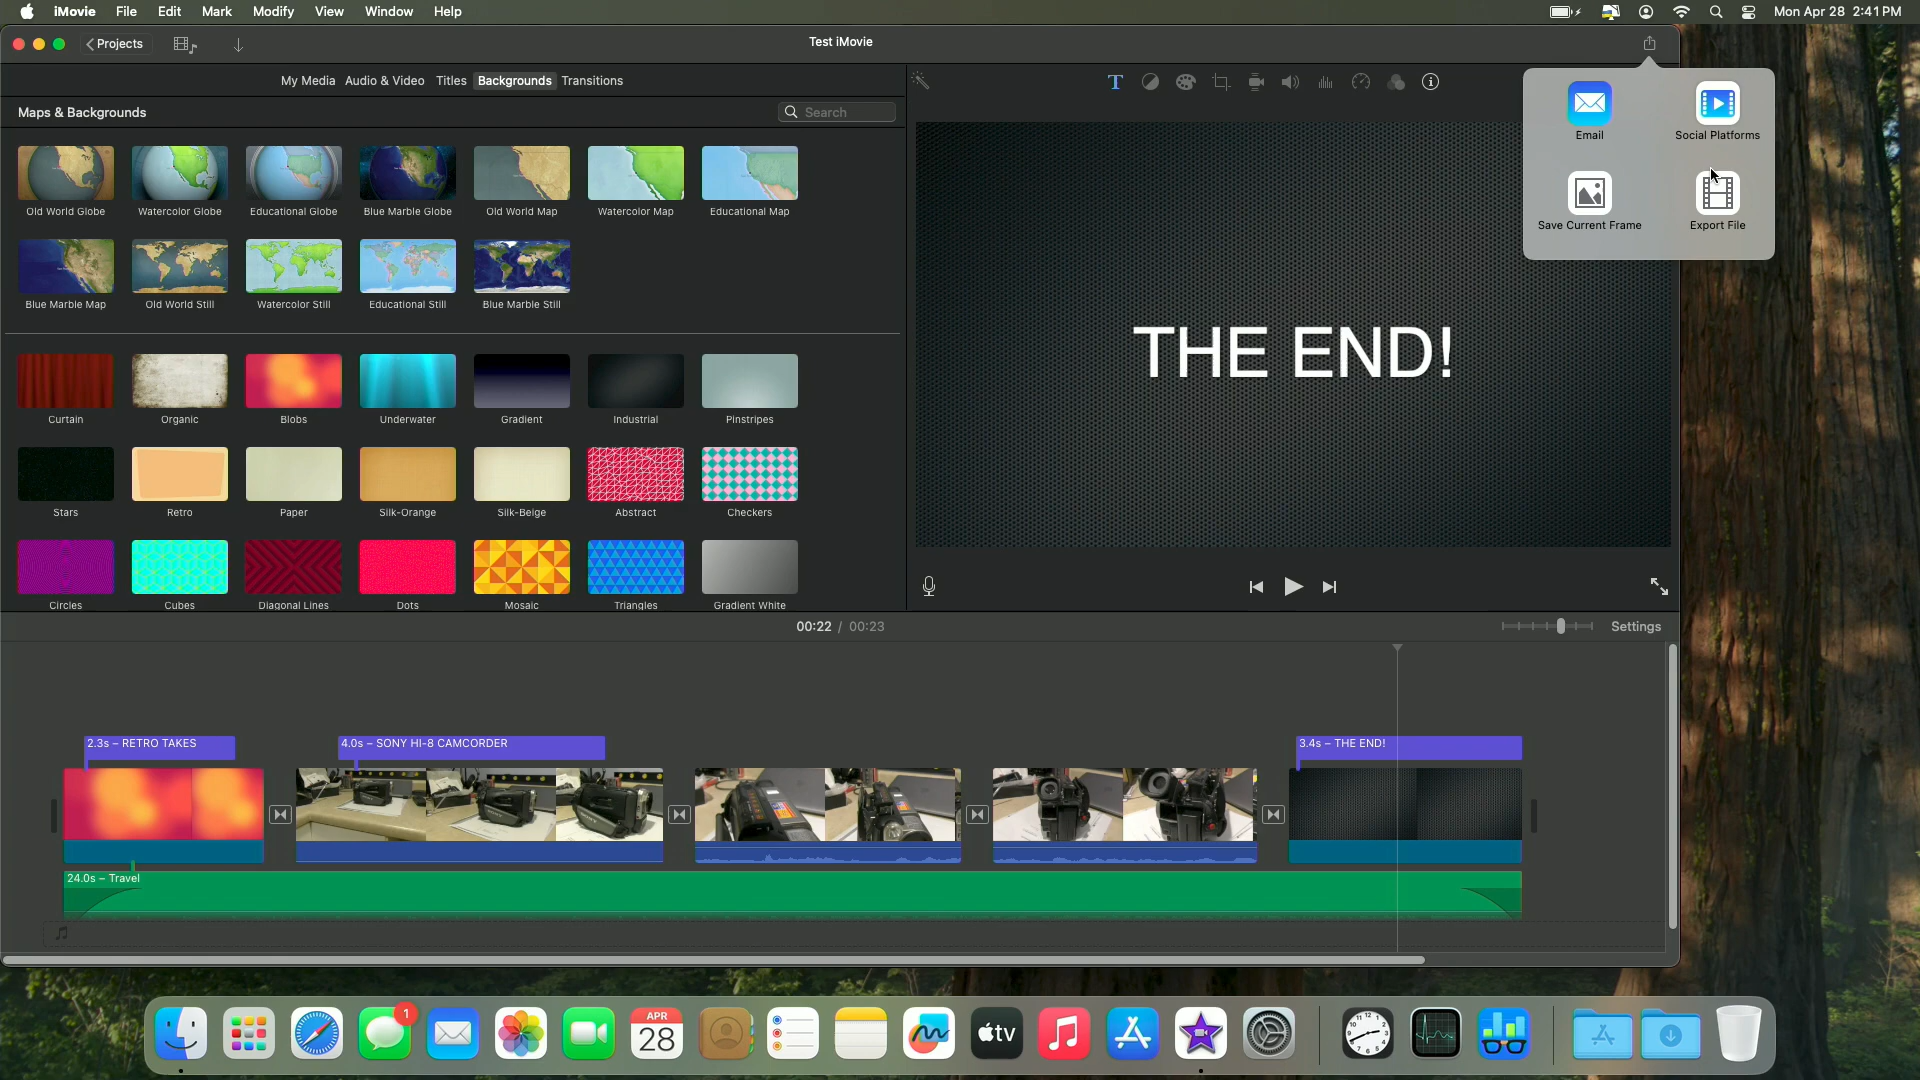 iMovie File Edit Mark Modify View Window Help
Mon Apr 28 2:41 PM
Projects
Test iMovie
My Media Audio & Video Titles Backgrounds Transitions
Maps & Backgrounds
Search
Old World Globe Watercolor Globe Educational Globe Blue Marble Globe Old World Map Watercolor Map Educational Map
Blue Marble Map Old World Still Watercolor Still Educational Still Blue Marble Still
Curtain Organic Blobs Underwater Gradient Industrial Pinstripes
Stars Retro Paper Silk-Orange Silk-Beige Abstract Checkers
Circles Cubes Diagonal Lines Dots Mosaic Triangles Gradient White
T
THE END!
Email Social Platforms
Save Current Frame Export File
00:22 / 00:23
Settings
2.3s – RETRO TAKES
4.0s – SONY HI-8 CAMCORDER
3.4s – THE END!
24.0s – Travel
1
APR
28
tv